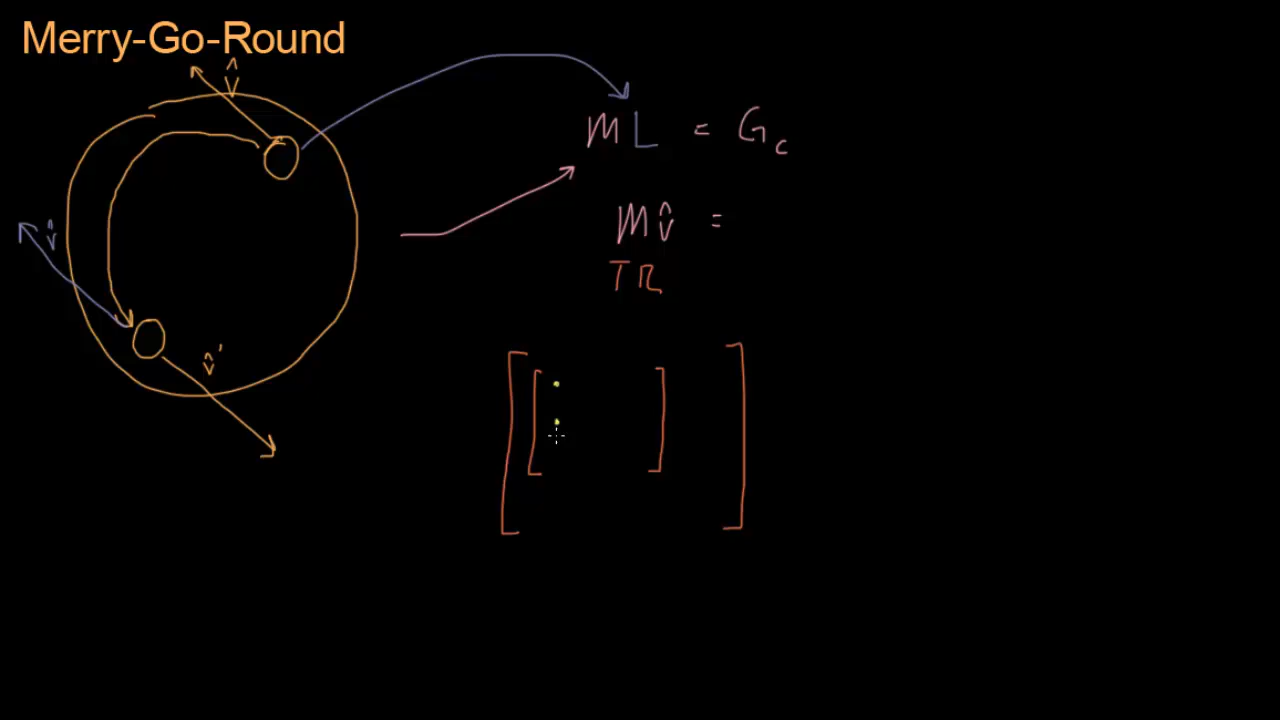 Merry-Go-Round
v̂
mL = Gc
v̂
mv̂ =
TR
v̂'